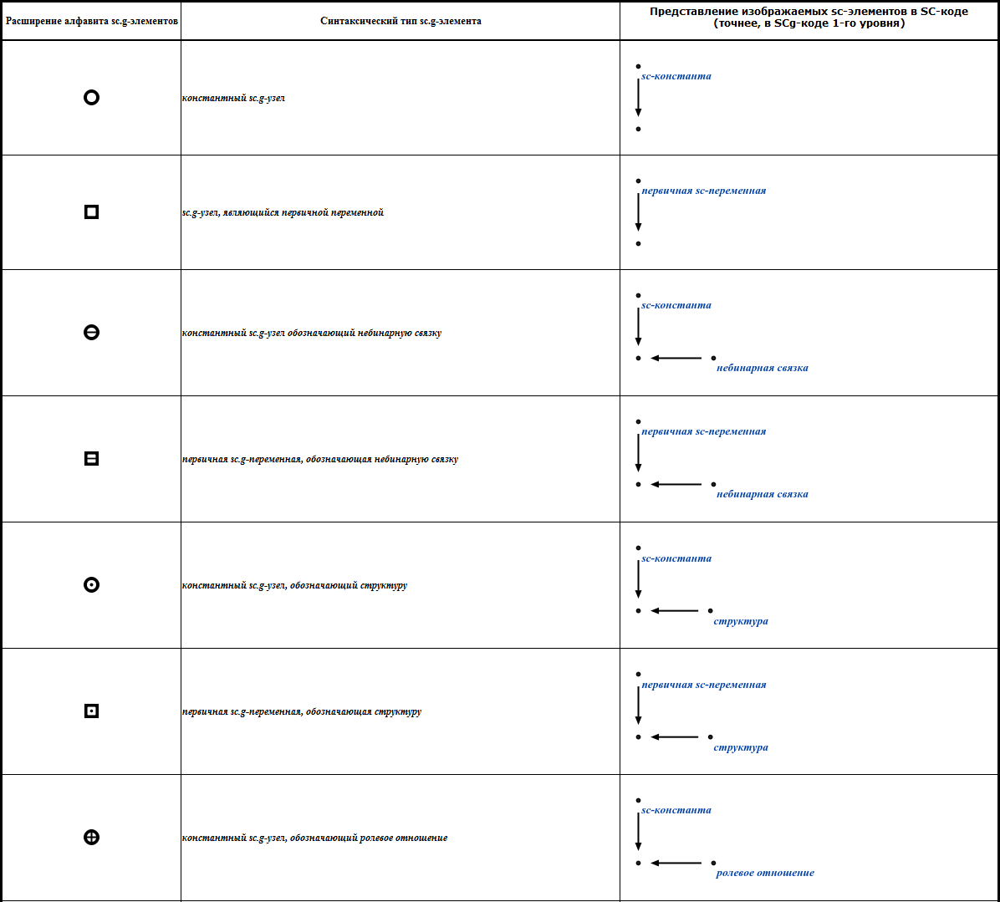 Расширение алфавита sc.g-элементов
Синтаксический тип sc.g-элемента
Представление изображаемых sc-элементов в SC-коде
(точнее, в SCg-коде 1-го уровня)
константный sc.g-узел
sc-константа
sc.g-узел, являющийся первичной переменной
первичная sc-переменная
константный sc.g-узел обозначающий небинарную связку
sc-константа
небинарная связка
первичная sc.g-переменная, обозначающая небинарную связку
первичная sc-переменная
небинарная связка
константный sc.g-узел, обозначающий структуру
sc-константа
структура
первичная sc.g-переменная, обозначающая структуру
первичная sc-переменная
структура
константный sc.g-узел, обозначающий ролевое отношение
sc-константа
ролевое отношение